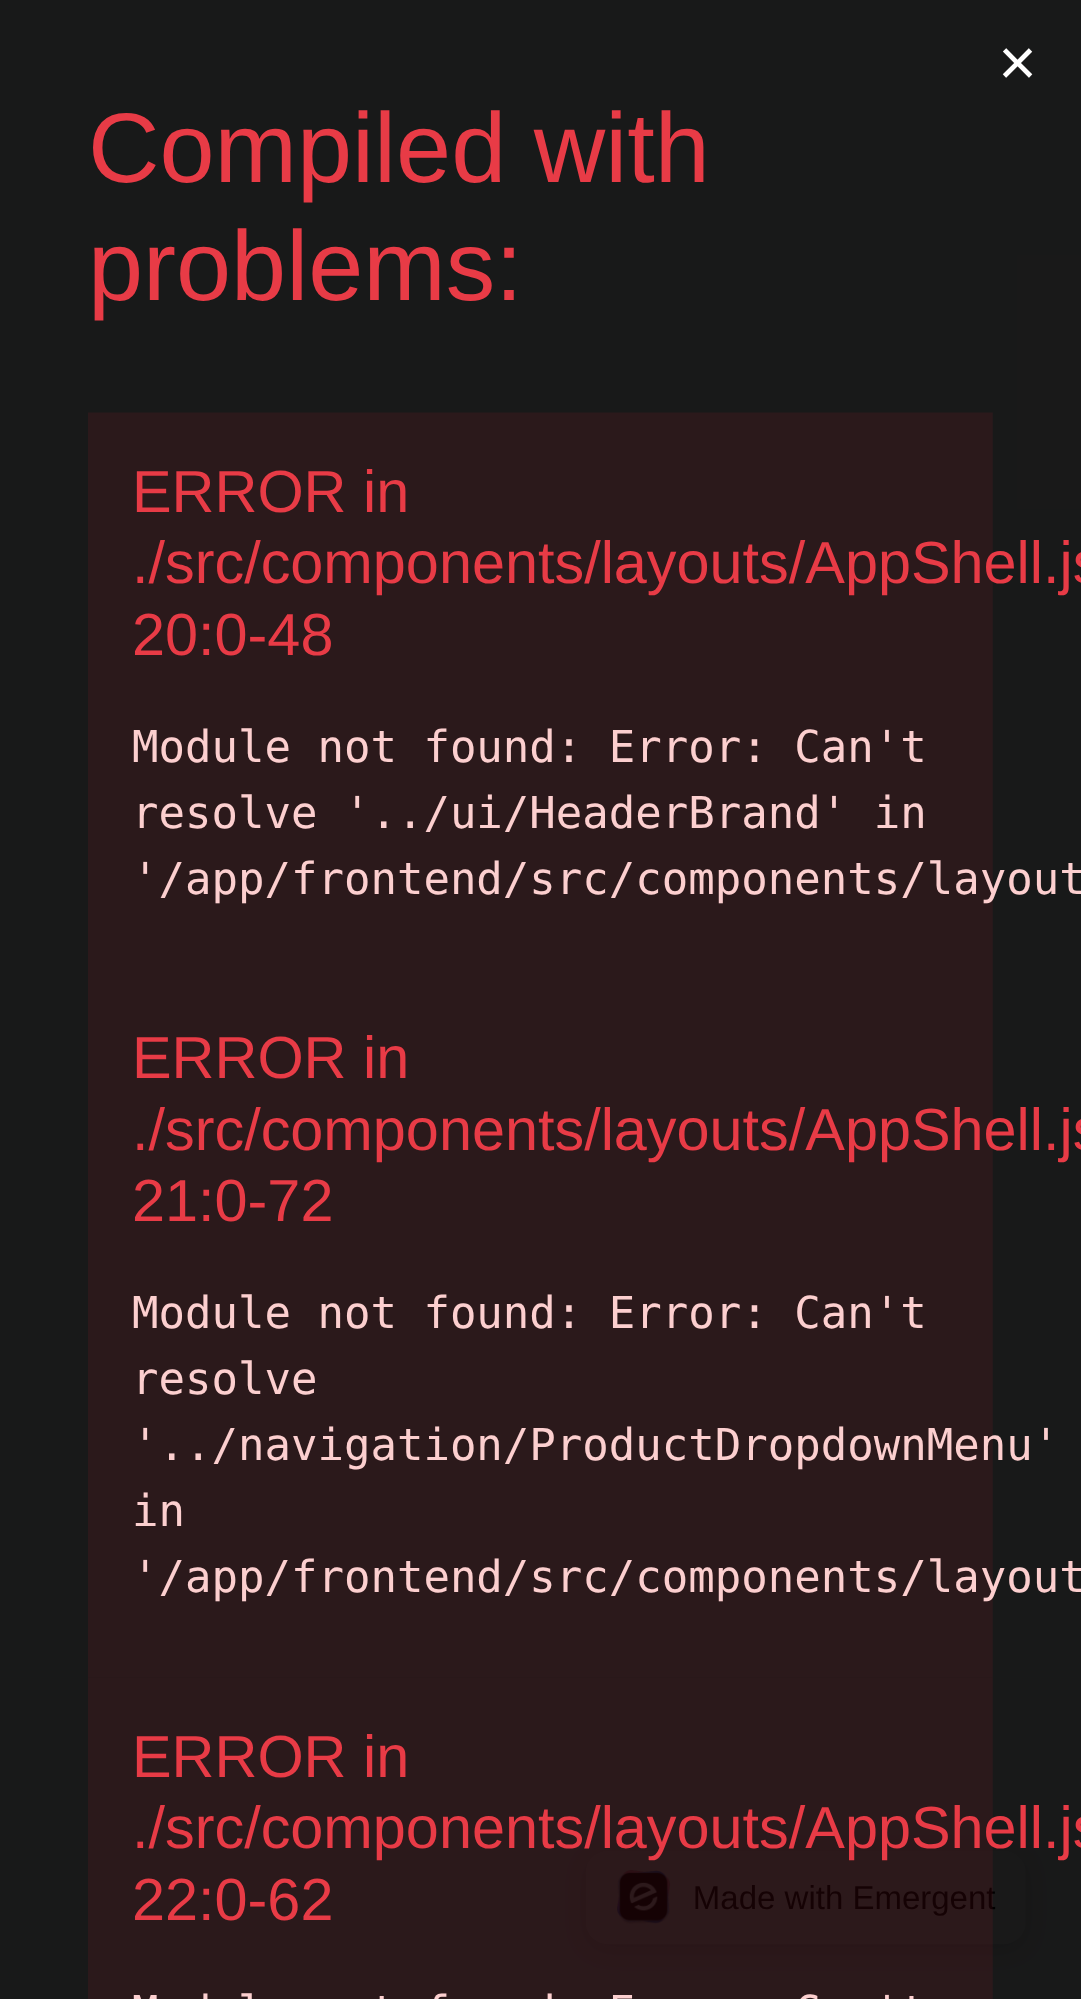 Compiled with
problems:
ERROR in
./src/components/layouts/AppShell.js
20:0-48
Module not found: Error: Can't
resolve '../ui/HeaderBrand' in
'/app/frontend/src/components/layout
ERROR in
./src/components/layouts/AppShell.js
21:0-72
Module not found: Error: Can't
resolve
'../navigation/ProductDropdownMenu'
in
'/app/frontend/src/components/layout
ERROR in
./src/components/layouts/AppShell.js
22:0-62
Made with Emergent